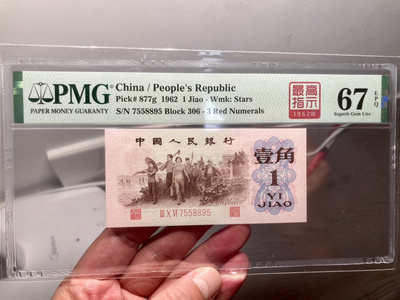 PMG
PAPER MONEY GUARANTY
China / People's Republic
Pick# 877g 1962 1 Jiao - Wmk: Stars
S/N 7558895 Block 306 - 3 Red Numerals
最高
指示
1962年
67
EPQ
Superb Gem Unc
中國人民銀行
壹角
1
YI
JIAO
III X VI 7558895